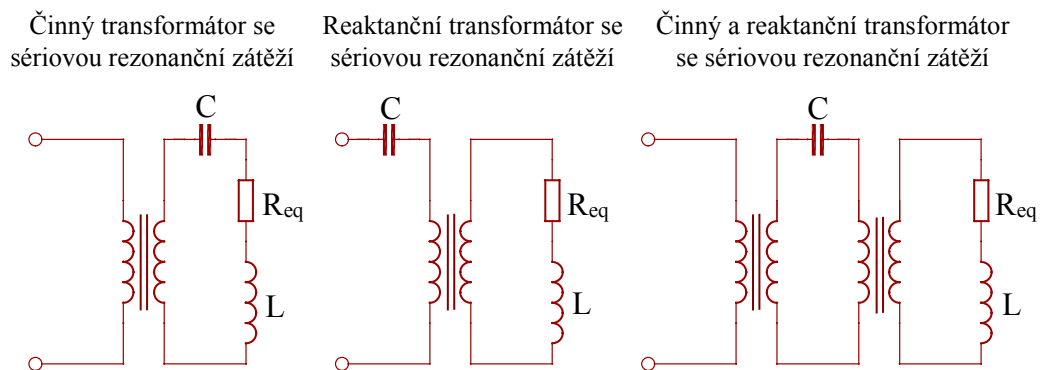 Činný transformátor se
sériovou rezonanční zátěží
Reaktanční transformátor se
sériovou rezonanční zátěží
Činný a reaktanční transformátor
se sériovou rezonanční zátěží
C
Req
L
C
Req
L
C
Req
L